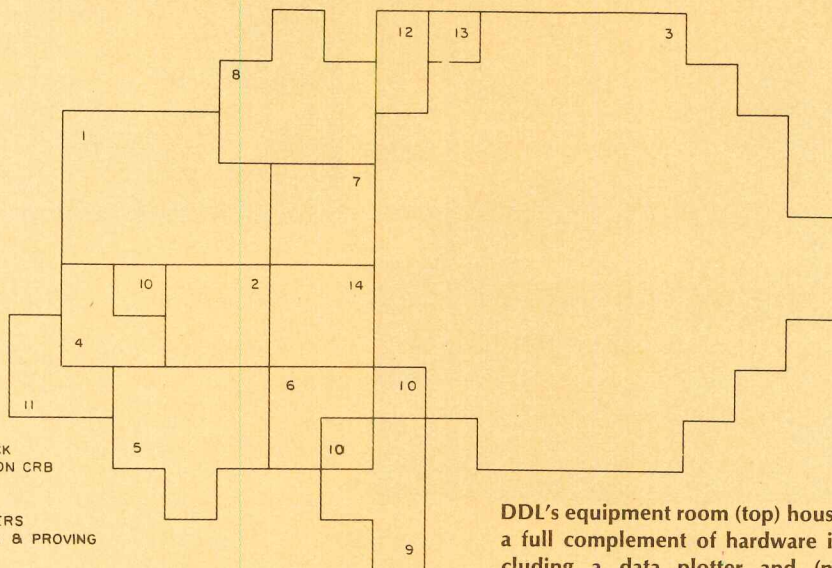 12
13
3
8
1
7
10
2
14
4
6
10
11
5
10
CK
ON CRB
ERS
& PROVING
9
DDL's equipment room (top) hous
a full complement of hardware i
cluding a data plotter and (n